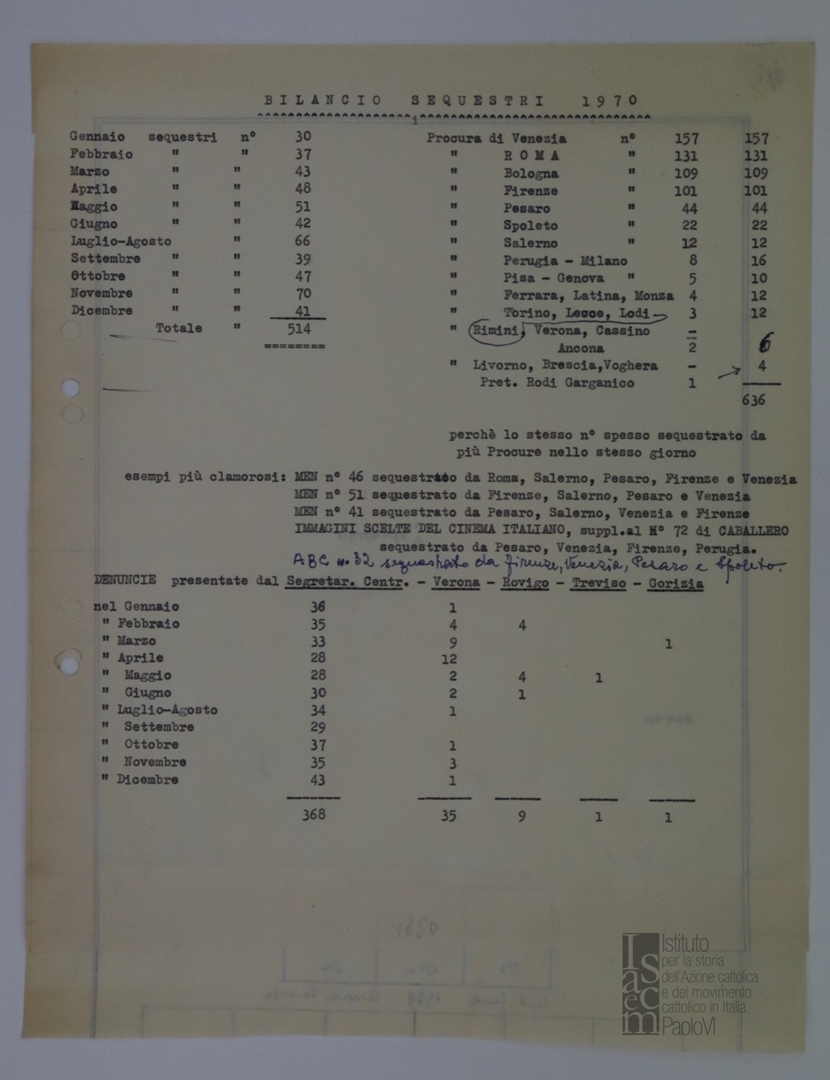 BILANCIO SEQUESTRI 1970
Gennaio sequestri n° 30 Procura di Venezia n° 157 157
Febbraio " " 37 " ROMA " 131 131
Marzo " " 43 " Bologna " 109 109
Aprile " " 48 " Firenze " 101 101
Maggio " " 51 " Pesaro " 44 44
Giugno " " 42 " Spoleto " 22 22
Luglio-Agosto " 66 " Salerno " 12 12
Settembre " " 39 " Perugia - Milano 8 16
Ottobre " " 47 " Pisa - Genova " 5 10
Novembre " " 70 " Ferrara, Latina, Monza 4 12
Dicembre " " 41 " Torino, Lecce, Lodi- 3 12
Totale " 514 " Rimini, Verona, Cassino -
======== Ancona 2 6
" Livorno, Brescia,Voghera - 4
Pret. Rodi Garganico 1
636
perchè lo stesso n° spesso sequestrato da
più Procure nello stesso giorno
esempi più clamorosi: MEN n° 46 sequestrato da Roma, Salerno, Pesaro, Firenze e Venezia
MEN n° 51 sequestrato da Firenze, Salerno, Pesaro e Venezia
MEN n° 41 sequestrato da Pesaro, Salerno, Venezia e Firenze
IMMAGINI SCELTE DEL CINEMA ITALIANO, suppl.al N° 72 di CABALLERO
sequestrato da Pesaro, Venezia, Firenze, Perugia.
ABC n. 32 sequestrato da Firenze, Venezia, Pesaro e Spoleto.
DENUNCIE presentate dal Segretar. Centr. - Verona - Rovigo - Treviso - Gorizia
nel Gennaio 36 1
" Febbraio 35 4 4
" Marzo 33 9 1
" Aprile 28 12
" Maggio 28 2 4 1
" Giugno 30 2 1
" Luglio-Agosto 34 1
" Settembre 29
" Ottobre 37 1
" Novembre 35 3
" Dicembre 43 1
368 35 9 1 1
Isacem
Istituto
per la storia
dell'Azione cattolica
e del movimento
cattolico in Italia
PaoloVI